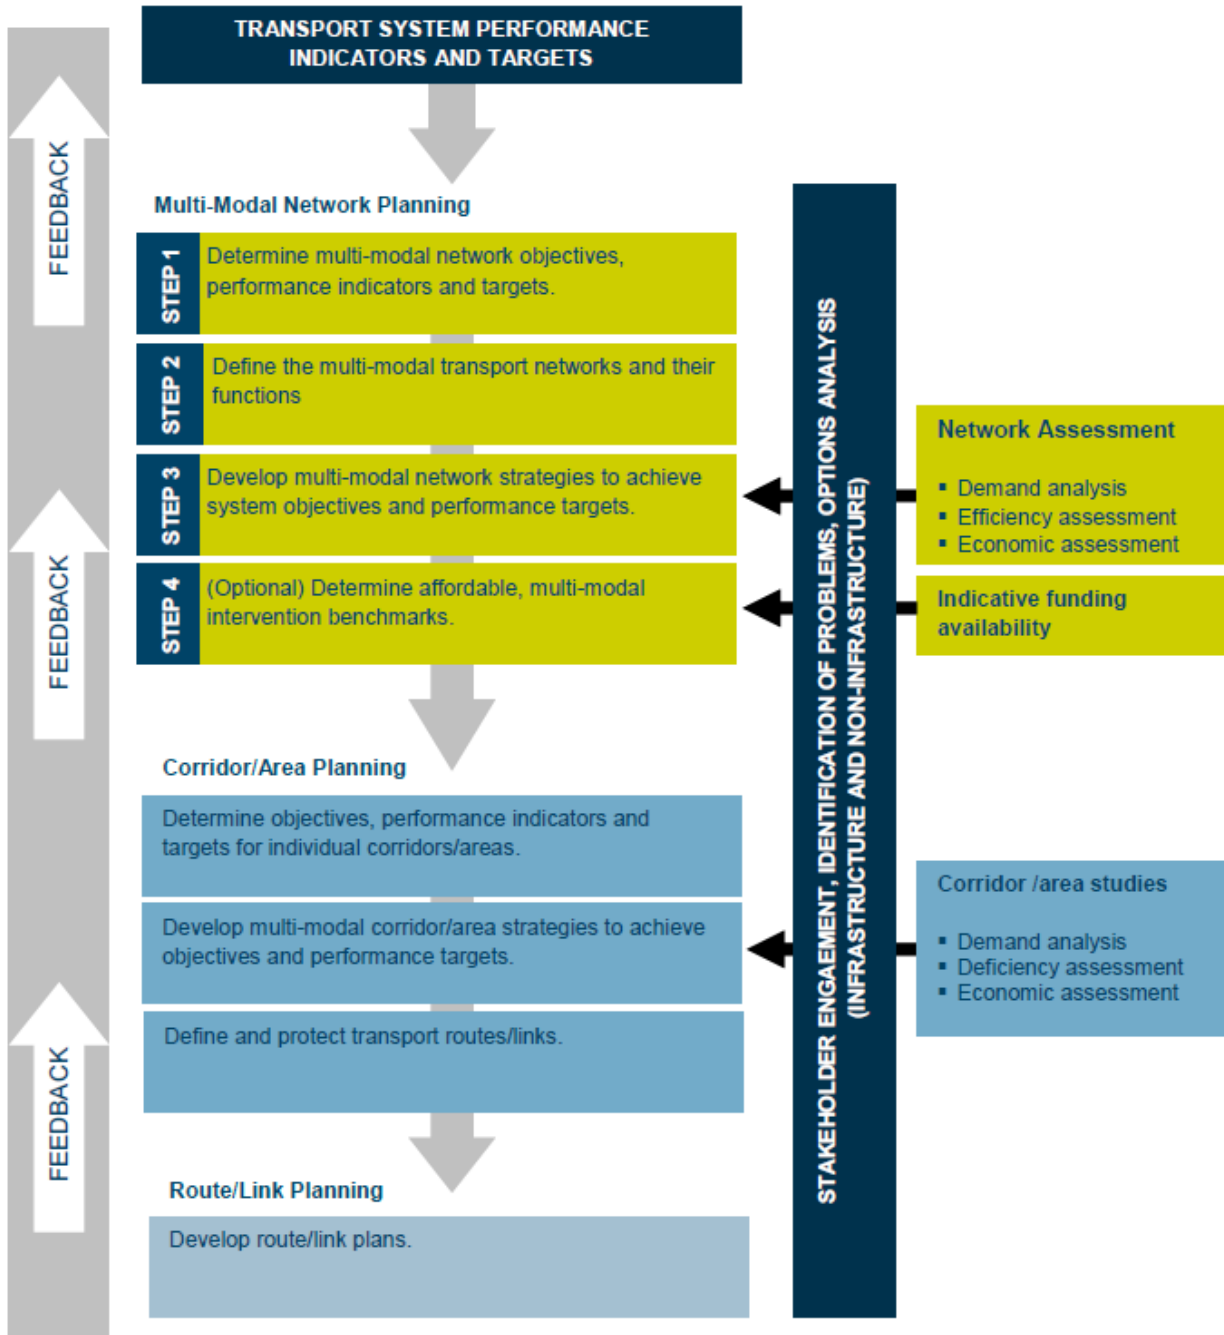 TRANSPORT SYSTEM PERFORMANCE
INDICATORS AND TARGETS
FEEDBACK
Multi-Modal Network Planning
STEP 1
Determine multi-modal network objectives,
performance indicators and targets.
STEP 2
Define the multi-modal transport networks and their
functions
STEP 3
Develop multi-modal network strategies to achieve
system objectives and performance targets.
STEP 4
(Optional) Determine affordable, multi-modal
intervention benchmarks.
FEEDBACK
Corridor/Area Planning
Determine objectives, performance indicators and
targets for individual corridors/areas.
Develop multi-modal corridor/area strategies to achieve
objectives and performance targets.
Define and protect transport routes/links.
FEEDBACK
Route/Link Planning
Develop route/link plans.
STAKEHOLDER ENGAEMENT, IDENTIFICATION OF PROBLEMS, OPTIONS ANALYSIS
(INFRASTRUCTURE AND NON-INFRASTRUCTURE)
Network Assessment
▪ Demand analysis
▪ Efficiency assessment
▪ Economic assessment
Indicative funding
availability
Corridor /area studies
▪ Demand analysis
▪ Deficiency assessment
▪ Economic assessment